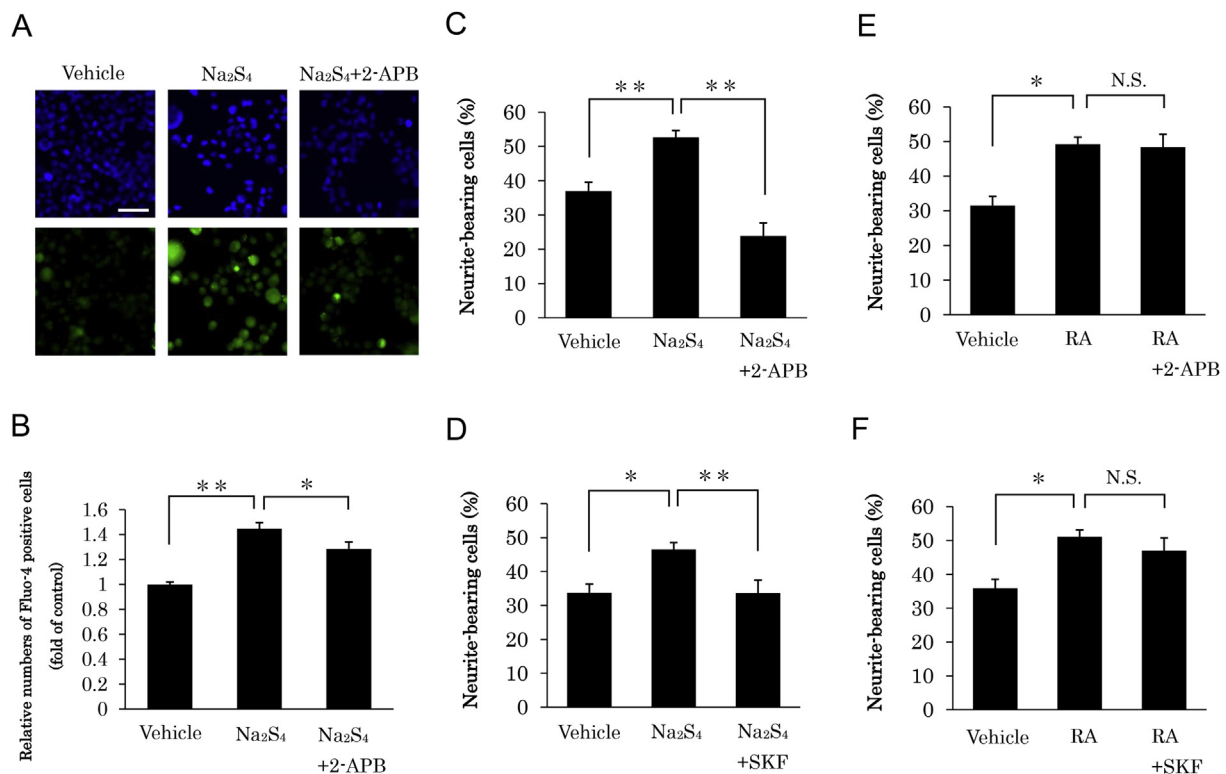 A
Vehicle
Na₂S₄
Na₂S₄+2-APB
B
Relative numbers of Fluo-4 positive cells
(fold of control)
1.6
1.4
1.2
1
0.8
0.6
0.4
0.2
0
**
*
Vehicle
Na₂S₄
Na₂S₄
+2-APB
C
Neurite-bearing cells (%)
60
50
40
30
20
10
0
**
**
Vehicle
Na₂S₄
Na₂S₄
+2-APB
D
Neurite-bearing cells (%)
60
50
40
30
20
10
0
*
**
Vehicle
Na₂S₄
Na₂S₄
+SKF
E
Neurite-bearing cells (%)
60
50
40
30
20
10
0
*
N.S.
Vehicle
RA
RA
+2-APB
F
Neurite-bearing cells (%)
60
50
40
30
20
10
0
*
N.S.
Vehicle
RA
RA
+SKF